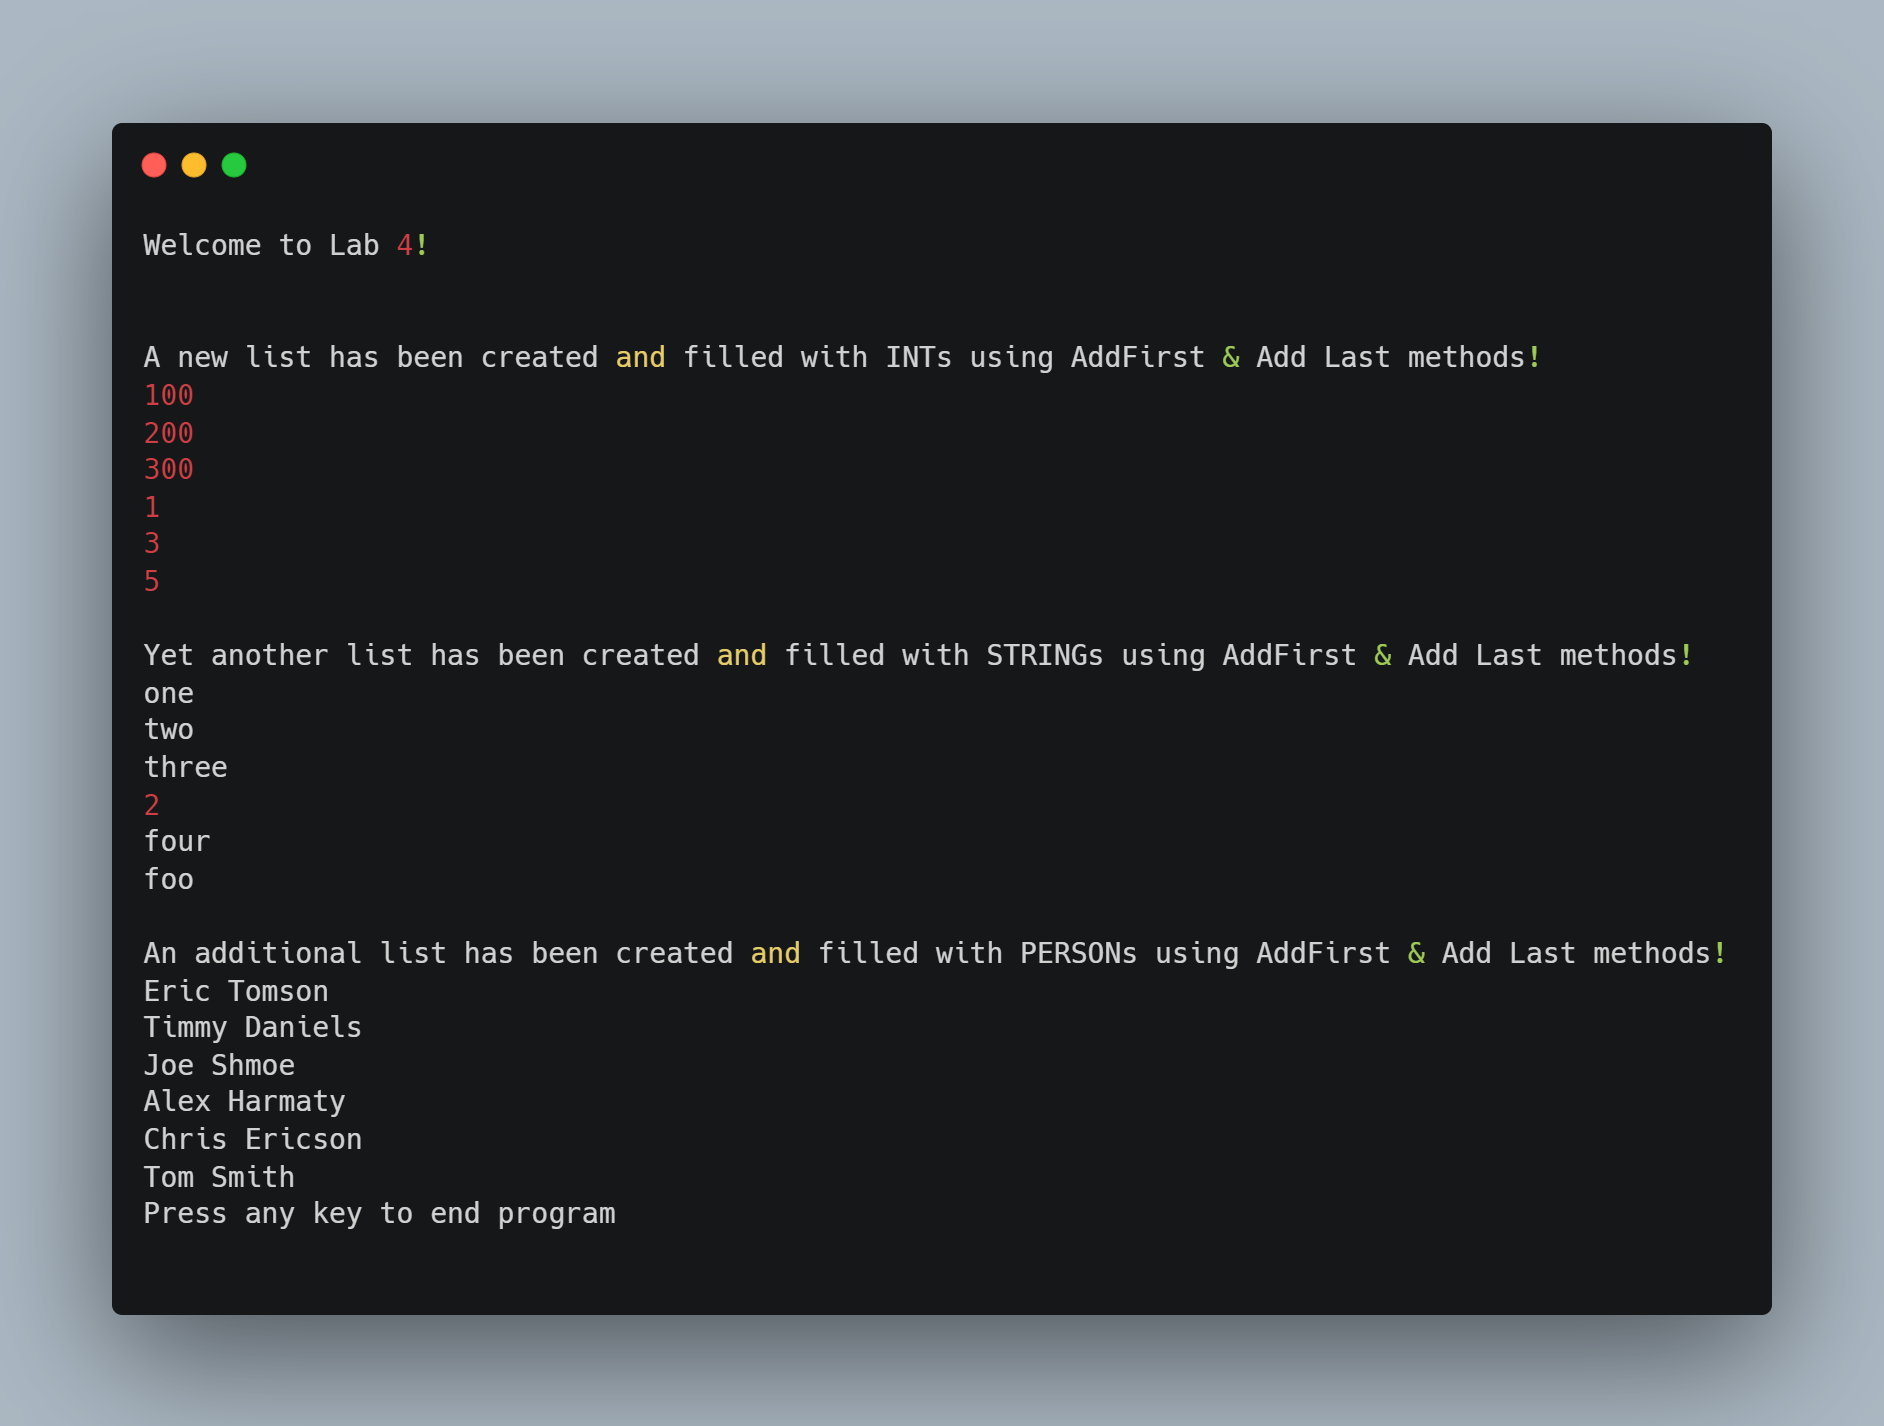 Welcome to Lab 4!
A new list has been created and filled with INTs using AddFirst & Add Last methods!
100
200
300
1
3
5
Yet another list has been created and filled with STRINGs using AddFirst & Add Last methods!
one
two
three
2
four
foo
An additional list has been created and filled with PERSONs using AddFirst & Add Last methods!
Eric Tomson
Timmy Daniels
Joe Shmoe
Alex Harmaty
Chris Ericson
Tom Smith
Press any key to end program